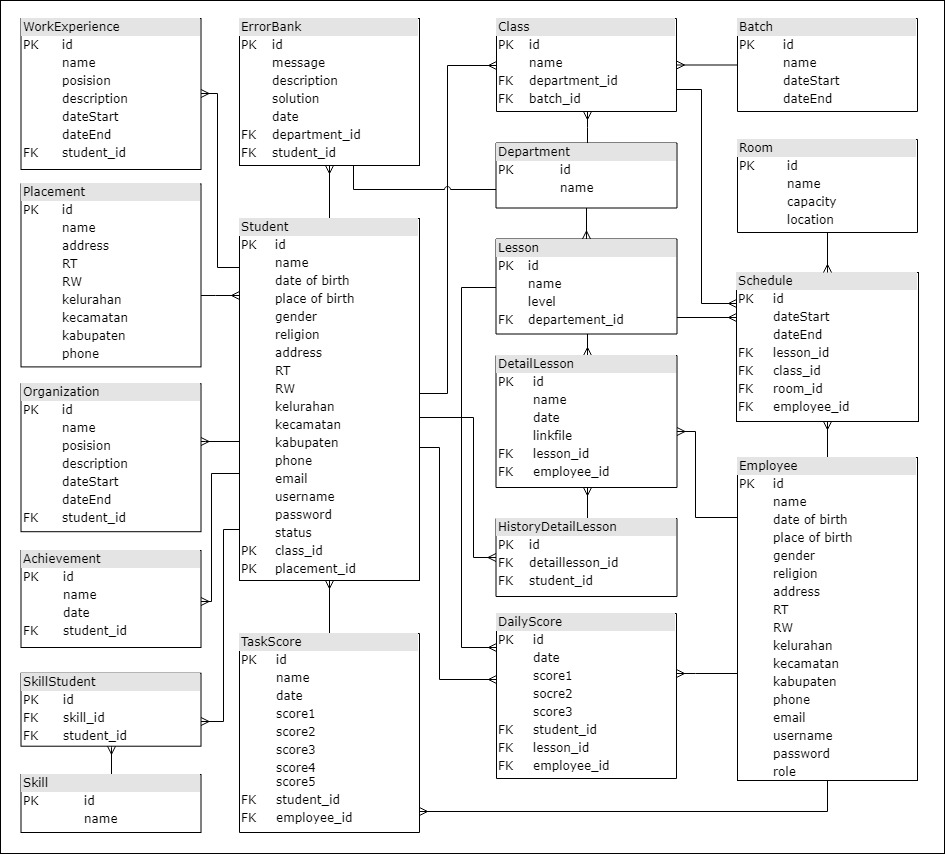 WorkExperience
PK id
name
posision
description
dateStart
dateEnd
FK student_id
Placement
PK id
name
address
RT
RW
kelurahan
kecamatan
kabupaten
phone
Organization
PK id
name
posision
description
dateStart
dateEnd
FK student_id
Achievement
PK id
name
date
FK student_id
SkillStudent
PK id
FK skill_id
FK student_id
Skill
PK id
name
ErrorBank
PK id
message
description
solution
date
FK department_id
FK student_id
Student
PK id
name
date of birth
place of birth
gender
religion
address
RT
RW
kelurahan
kecamatan
kabupaten
phone
email
username
password
status
PK class_id
PK placement_id
TaskScore
PK id
name
date
score1
score2
score3
score4
score5
FK student_id
FK employee_id
Class
PK id
name
FK department_id
FK batch_id
Department
PK id
name
Lesson
PK id
name
level
FK departement_id
DetailLesson
PK id
name
date
linkfile
FK lesson_id
FK employee_id
HistoryDetailLesson
PK id
FK detaillesson_id
FK student_id
DailyScore
PK id
date
score1
socre2
score3
FK student_id
FK lesson_id
FK employee_id
Batch
PK id
name
dateStart
dateEnd
Room
PK id
name
capacity
location
Schedule
PK id
dateStart
dateEnd
FK lesson_id
FK class_id
FK room_id
FK employee_id
Employee
PK id
name
date of birth
place of birth
gender
religion
address
RT
RW
kelurahan
kecamatan
kabupaten
phone
email
username
password
role